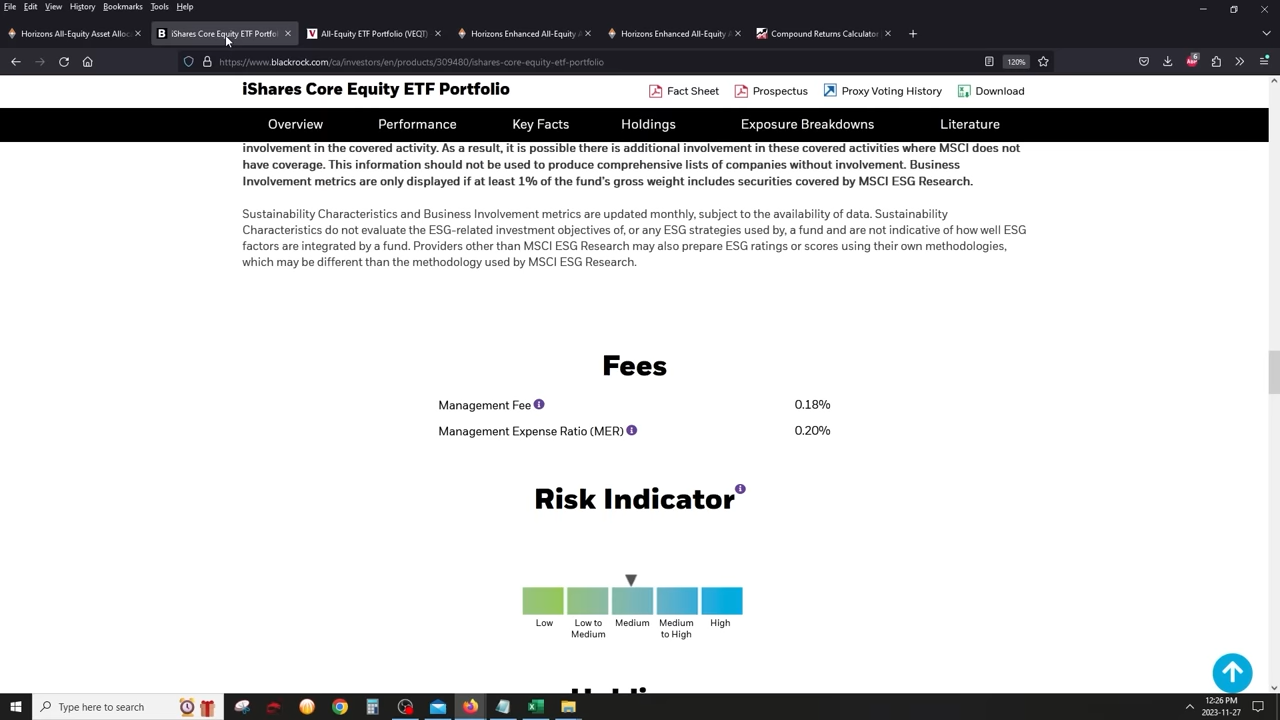 File Edit View History Bookmarks Tools Help
Horizons All-Equity Asset Alloc
iShares Core Equity ETF Portfo
All-Equity ETF Portfolio (VEQT)
Horizons Enhanced All-Equity A
Horizons Enhanced All-Equity A
Compound Returns Calculator
https://www.blackrock.com/ca/investors/en/products/309480/ishares-core-equity-etf-portfolio
120%
6
iShares Core Equity ETF Portfolio
Fact Sheet
Prospectus
Proxy Voting History
Download
Overview
Performance
Key Facts
Holdings
Exposure Breakdowns
Literature
involvement in the covered activity. As a result, it is possible there is additional involvement in these covered activities where MSCI does not
have coverage. This information should not be used to produce comprehensive lists of companies without involvement. Business
Involvement metrics are only displayed if at least 1% of the fund's gross weight includes securities covered by MSCI ESG Research.
Sustainability Characteristics and Business Involvement metrics are updated monthly, subject to the availability of data. Sustainability
Characteristics do not evaluate the ESG-related investment objectives of, or any ESG strategies used by, a fund and are not indicative of how well ESG
factors are integrated by a fund. Providers other than MSCI ESG Research may also prepare ESG ratings or scores using their own methodologies,
which may be different than the methodology used by MSCI ESG Research.
Fees
Management Fee 0.18%
Management Expense Ratio (MER) 0.20%
Risk Indicator
Low
Low to
Medium
Medium
Medium
to High
High
Type here to search
12:26 PM
2023-11-27